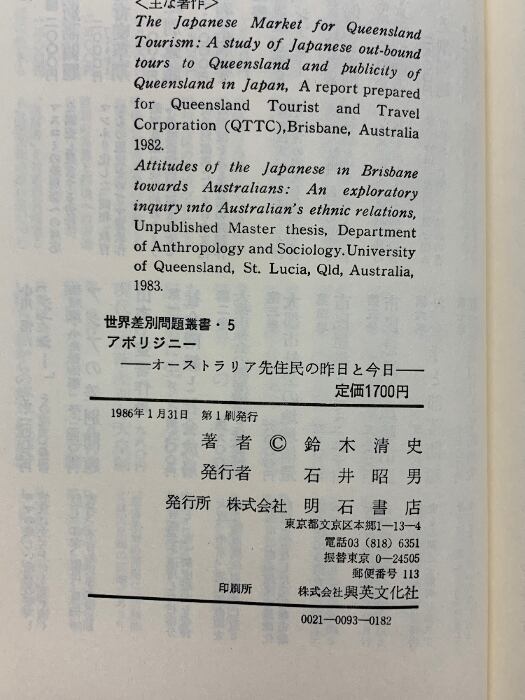 <主な著作>
The Japanese Market for Queensland
Tourism: A study of Japanese out-bound
tours to Queensland and publicity of
Queensland in Japan, A report prepared
for Queensland Tourist and Travel
Corporation (QTTC),Brisbane, Australia
1982.
Attitudes of the Japanese in Brisbane
towards Australians: An exploratory
inquiry into Australian's ethnic relations,
Unpublished Master thesis, Department
of Anthropology and Sociology.University
of Queensland, St. Lucia, Qld, Australia,
1983.
世界差別問題叢書・5
アボリジニー
——オーストラリア先住民の昨日と今日——
定価1700円
1986年1月31日 第1刷発行
著者 © 鈴木清史
発行者 石井昭男
発行所 株式会社 明石書店
東京都文京区本郷1―13―4
電話03 (818) 6351
振替東京 0―24505
郵便番号 113
印刷所 株式会社興英文化社
0021―0093―0182